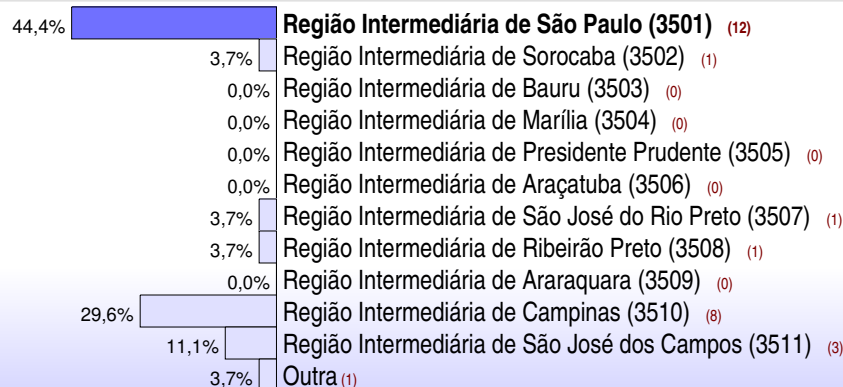 44,4% Região Intermediária de São Paulo (3501) (12)
3,7% Região Intermediária de Sorocaba (3502) (1)
0,0% Região Intermediária de Bauru (3503) (0)
0,0% Região Intermediária de Marília (3504) (0)
0,0% Região Intermediária de Presidente Prudente (3505) (0)
0,0% Região Intermediária de Araçatuba (3506) (0)
3,7% Região Intermediária de São José do Rio Preto (3507) (1)
3,7% Região Intermediária de Ribeirão Preto (3508) (1)
0,0% Região Intermediária de Araraquara (3509) (0)
29,6% Região Intermediária de Campinas (3510) (8)
11,1% Região Intermediária de São José dos Campos (3511) (3)
3,7% Outra (1)